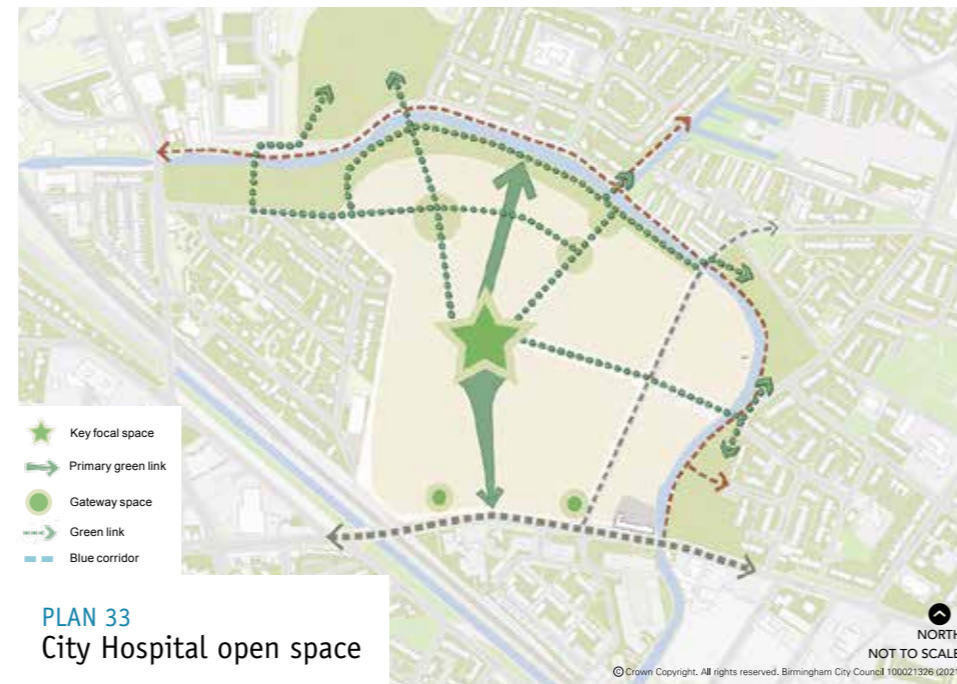 Key focal space
Primary green link
Gateway space
Green link
Blue corridor
PLAN 33
City Hospital open space
NORTH
NOT TO SCALE
© Crown Copyright. All rights reserved. Birmingham City Council 100021326 (2021